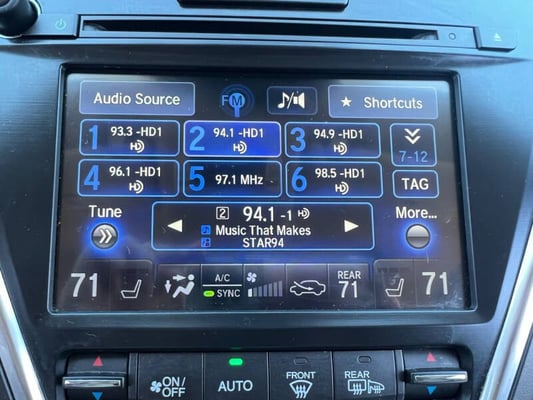 Audio Source
FM
★ Shortcuts
1 93.3 -HD1
2 94.1 -HD1
3 94.9 -HD1
7-12
4 96.1 -HD1
5 97.1 MHz
6 98.5 -HD1
TAG
Tune
2 94.1 -1
More...
Music That Makes
STAR94
71
A/C
SYNC
REAR
71
71
ON/
OFF
AUTO
FRONT
REAR